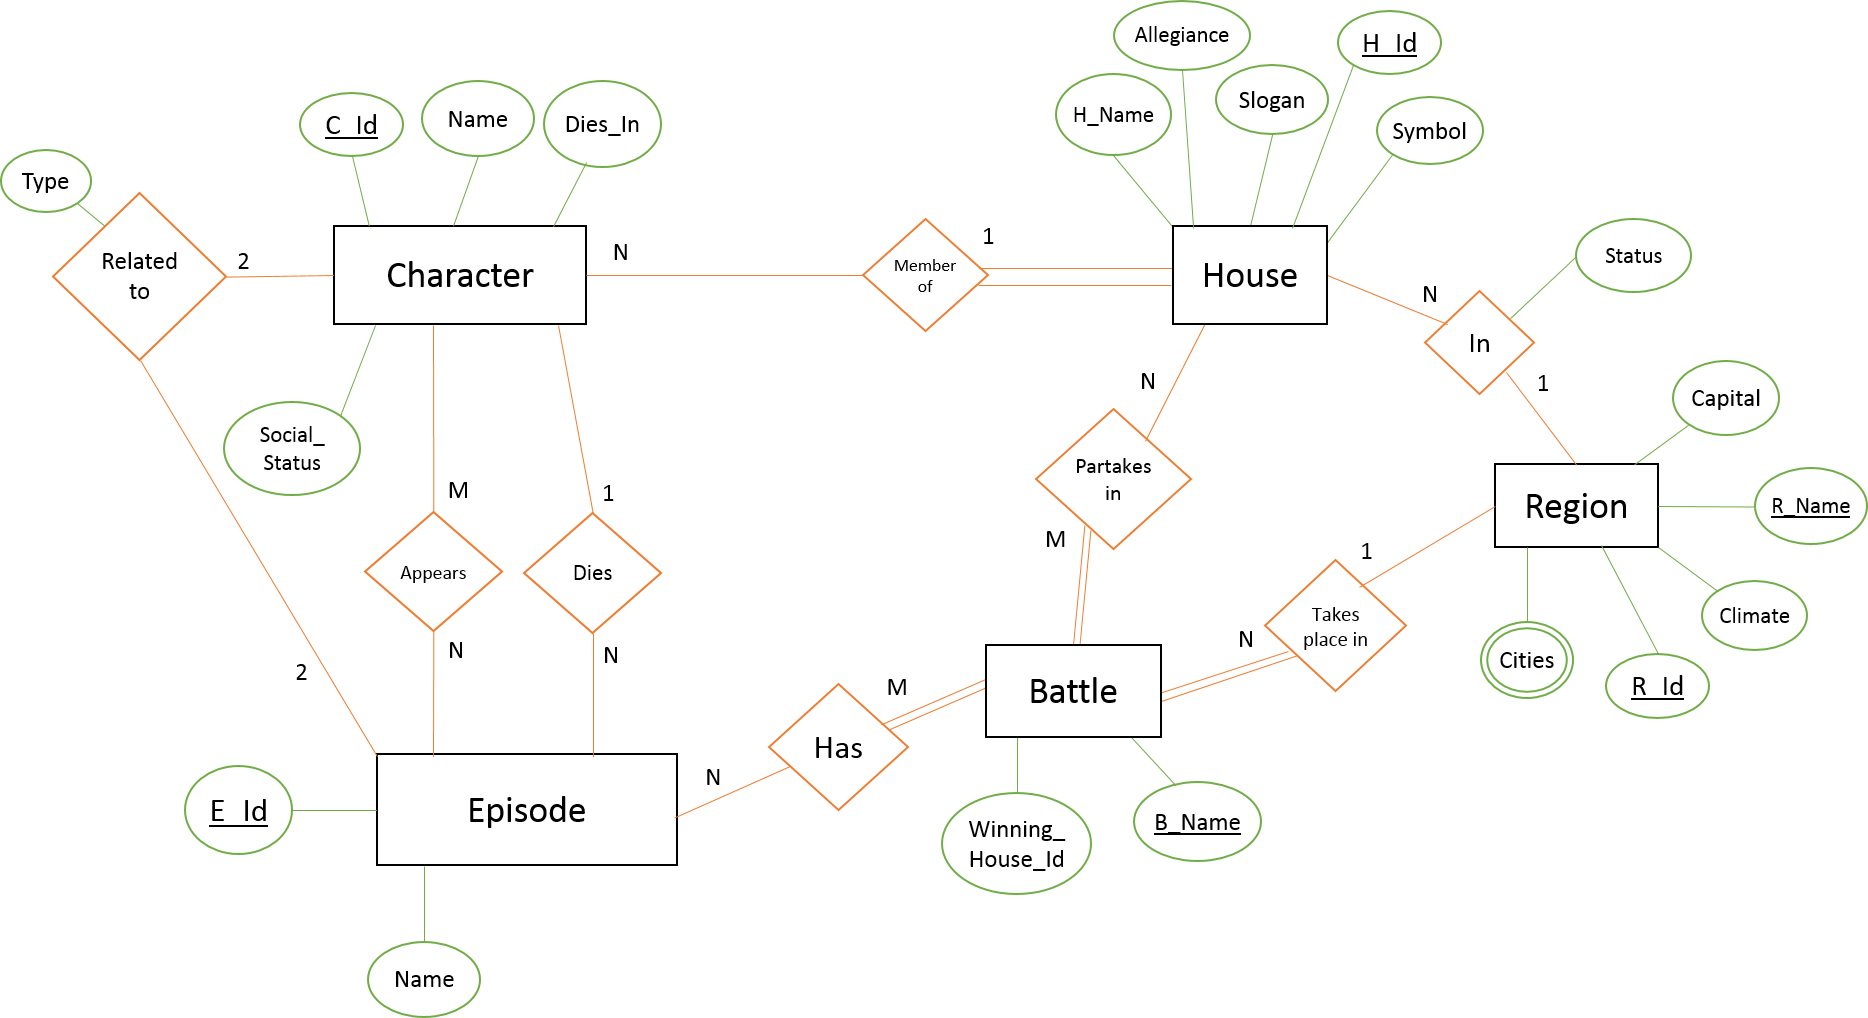 Allegiance
H_Id
H_Name
Slogan
Symbol
C_Id
Name
Dies_In
Type
Related
to
2
Character
N
Member
of
1
House
Status
N
In
1
Capital
Social_
Status
N
Partakes
in
M
M
1
Region
R_Name
Appears
Dies
N
N
1
Takes
place in
N
Climate
Cities
R_Id
2
M
Battle
Has
N
E_Id
Episode
Winning_
House_Id
B_Name
Name